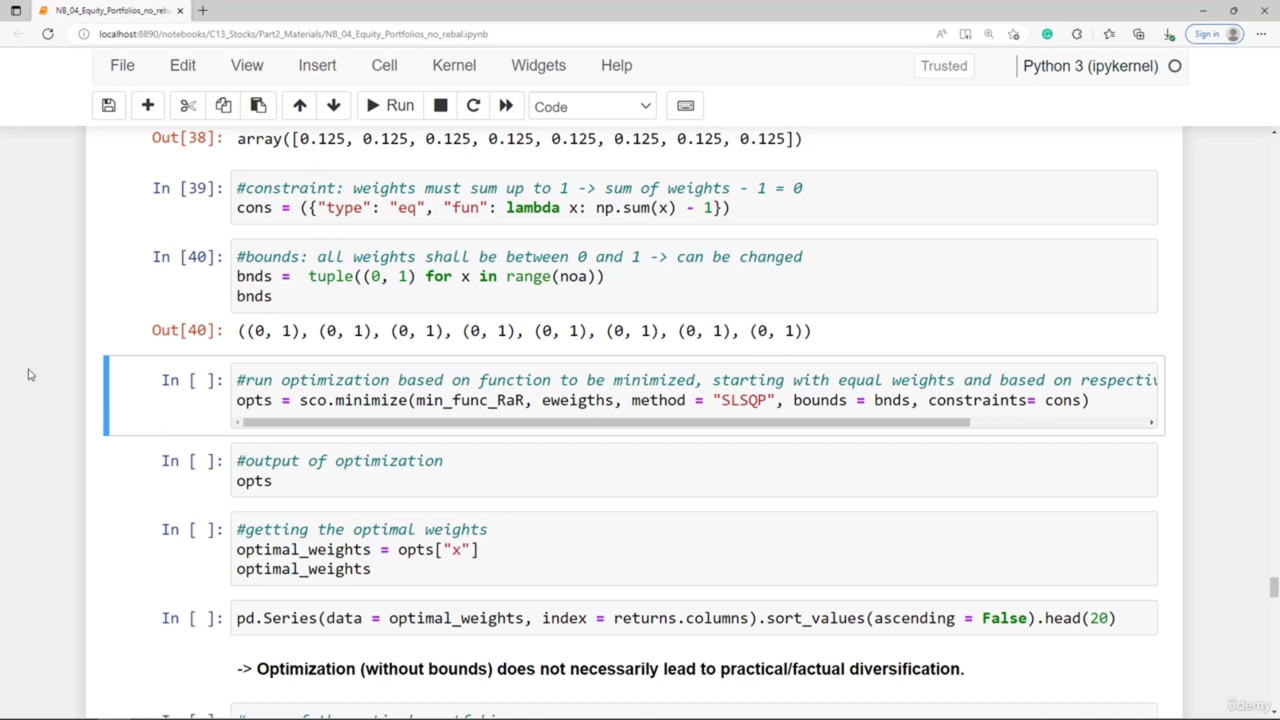 NB_04_Equity_Portfolios_no_reba
localhost:8890/notebooks/C13_Stocks/Part2_Materials/NB_04_Equity_Portfolios_no_rebal.ipynb
Sign in
File Edit View Insert Cell Kernel Widgets Help Trusted Python 3 (ipykernel)
Run Code
Out[38]: array([0.125, 0.125, 0.125, 0.125, 0.125, 0.125, 0.125, 0.125])
In [39]: #constraint: weights must sum up to 1 -> sum of weights - 1 = 0
cons = ({"type": "eq", "fun": lambda x: np.sum(x) - 1})
In [40]: #bounds: all weights shall be between 0 and 1 -> can be changed
bnds =  tuple((0, 1) for x in range(noa))
bnds
Out[40]: ((0, 1), (0, 1), (0, 1), (0, 1), (0, 1), (0, 1), (0, 1), (0, 1))
In [ ]: #run optimization based on function to be minimized, starting with equal weights and based on respectiv
opts = sco.minimize(min_func_RaR, eweigths, method = "SLSQP", bounds = bnds, constraints= cons)
In [ ]: #output of optimization
opts
In [ ]: #getting the optimal weights
optimal_weights = opts["x"]
optimal_weights
In [ ]: pd.Series(data = optimal_weights, index = returns.columns).sort_values(ascending = False).head(20)
-> Optimization (without bounds) does not necessarily lead to practical/factual diversification.
ûdemy